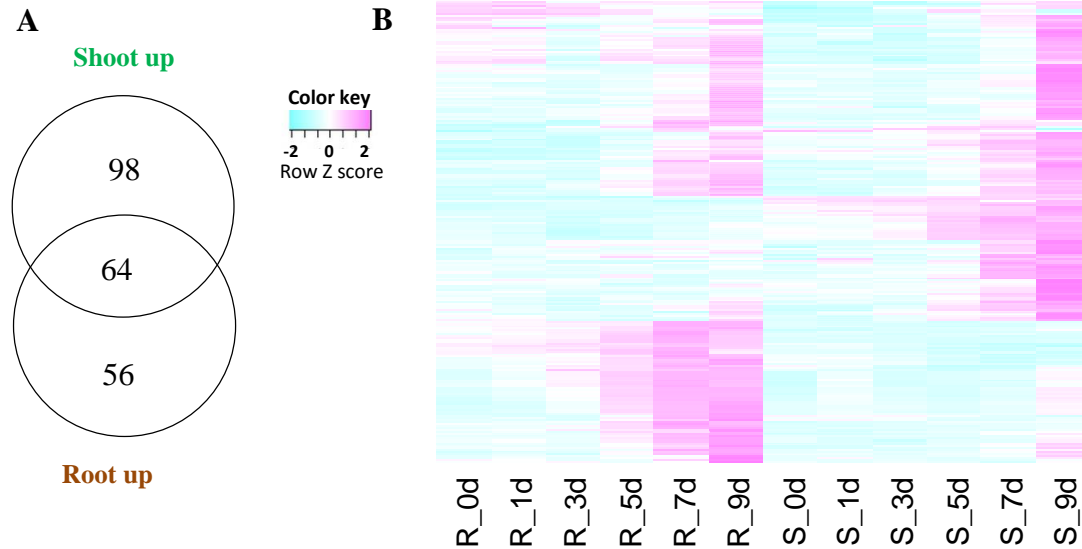 A
Shoot up
98
64
56
Root up
Color key
-2 0 2
Row Z score
B
R_0d R_1d R_3d R_5d R_7d R_9d S_0d S_1d S_3d S_5d S_7d S_9d